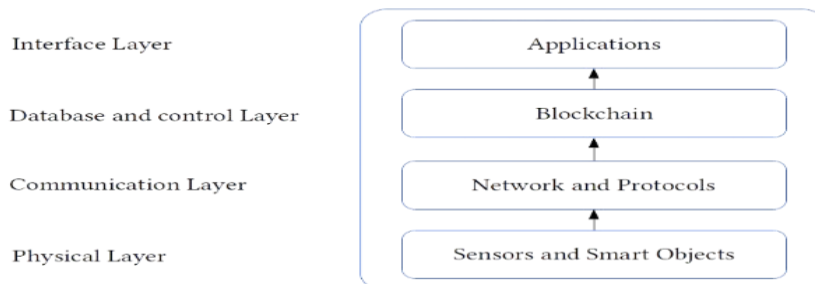 Interface Layer
Applications
Database and control Layer
Blockchain
Communication Layer
Network and Protocols
Physical Layer
Sensors and Smart Objects